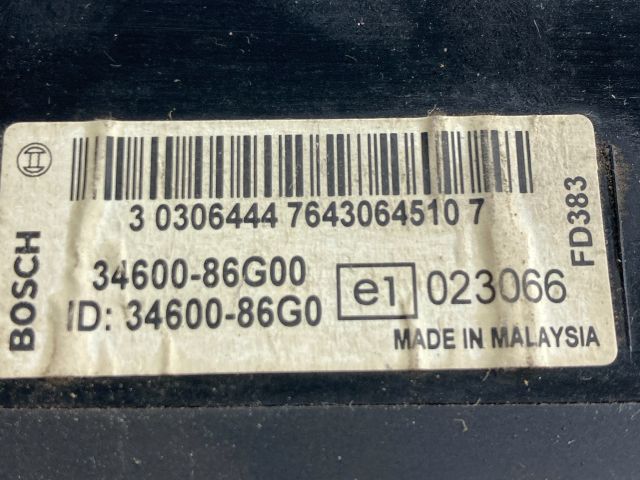 BOSCH
3 0306444 7643064510 7
34600-86G00
ID: 34600-86G0
e1 023066
MADE IN MALAYSIA
FD383